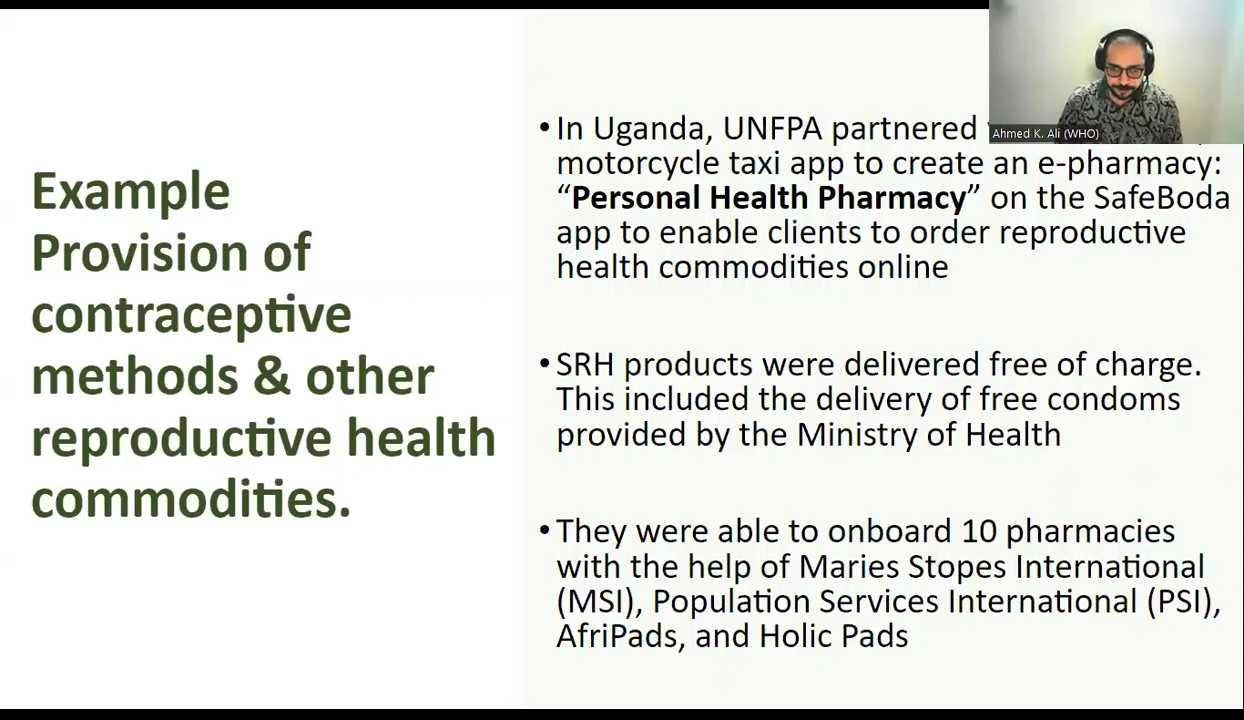 Example
Provision of
contraceptive
methods & other
reproductive health
commodities.
• In Uganda, UNFPA partnered
motorcycle taxi app to create an e-pharmacy:
“Personal Health Pharmacy” on the SafeBoda
app to enable clients to order reproductive
health commodities online
• SRH products were delivered free of charge.
This included the delivery of free condoms
provided by the Ministry of Health
• They were able to onboard 10 pharmacies
with the help of Maries Stopes International
(MSI), Population Services International (PSI),
AfriPads, and Holic Pads
Ahmed K. Ali (WHO)